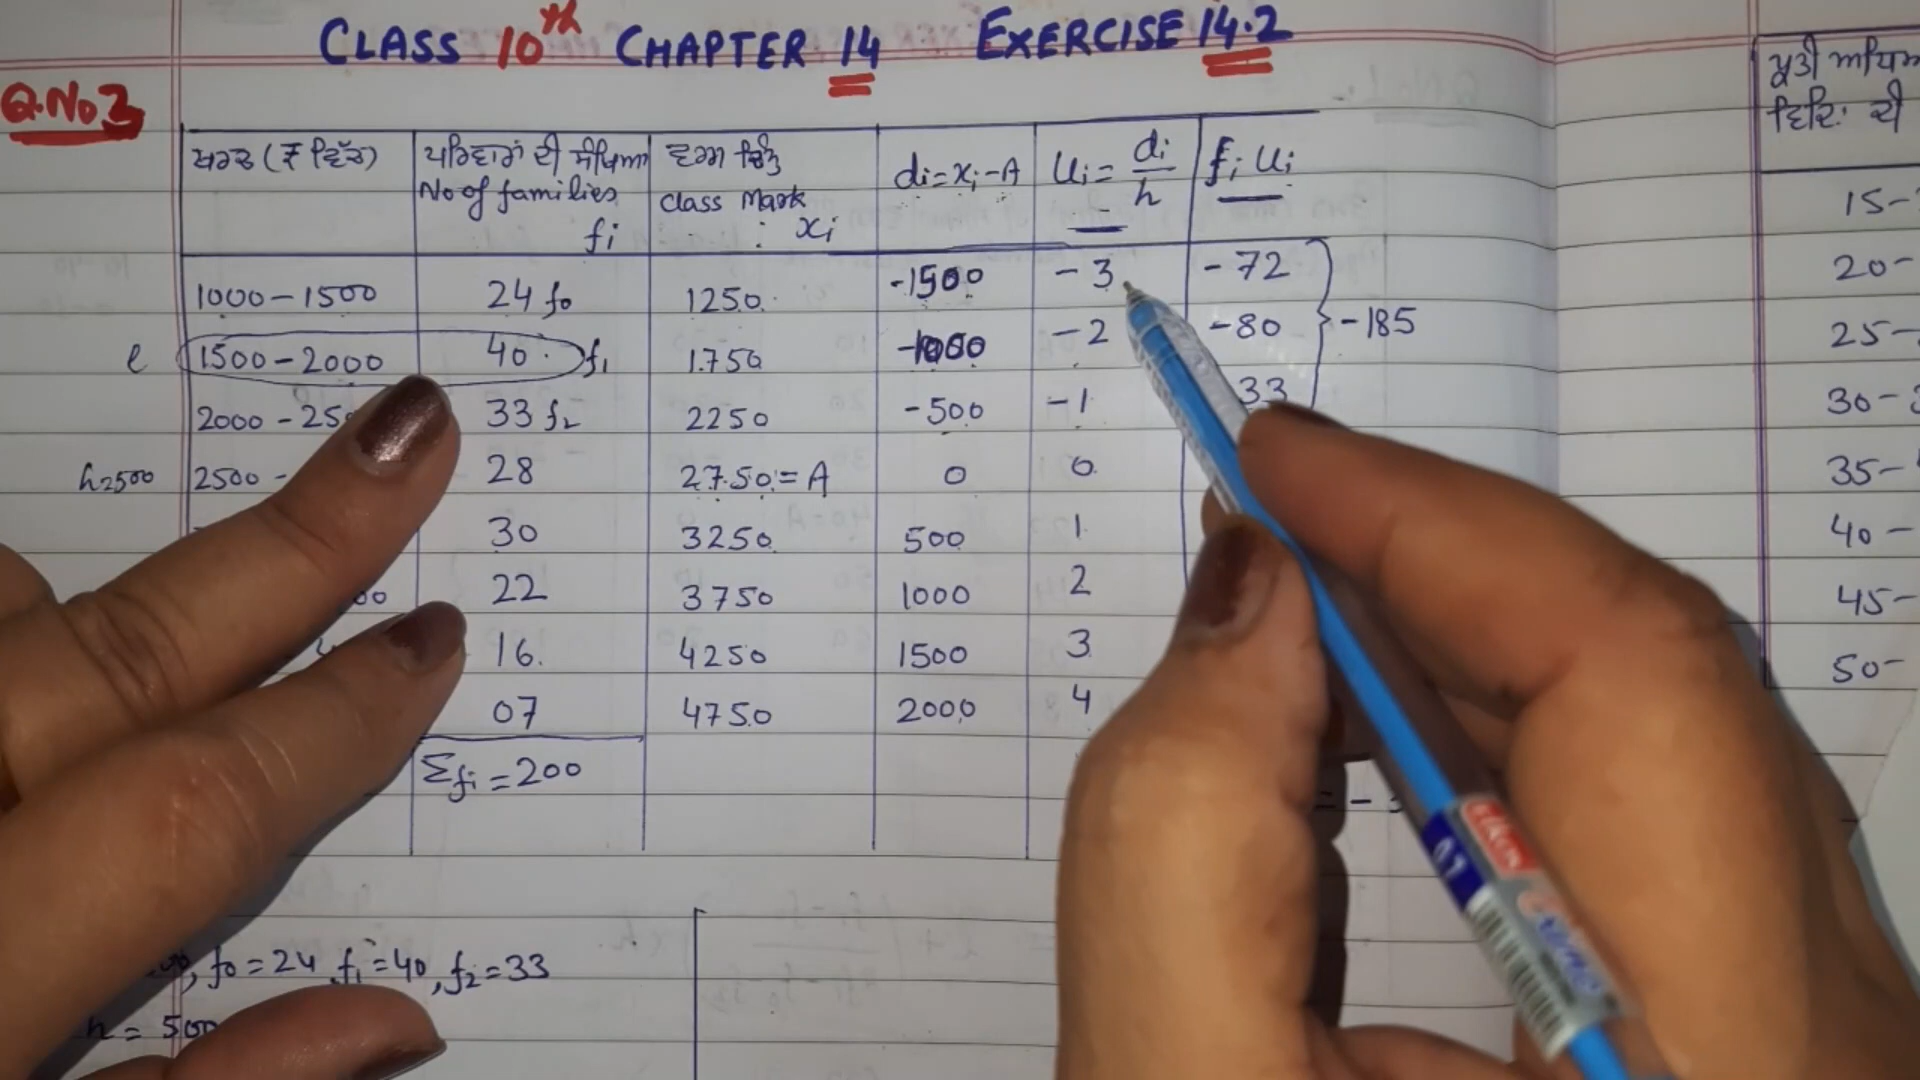 CLASS 10th CHAPTER 14 EXERCISE 14.2
Q.No 3
ਖਰਚ (₹ ਵਿੱਚ) ਪਰਿਵਾਰਾਂ ਦੀ ਸੰਖਿਆ No of families fi ਵਰਗ ਚਿੰਨ੍ਹ class Mark xi di=xi-A ui=di/h fiui
1000-1500 24 f0 1250 -1500 -3 -72
l 1500-2000 40 f1 1750 -1000 -2 -80 -185
2000-25 33 f2 2250 -500 -1 33
h=500 2500- 28 2750=A 0 0
30 3250 500 1
00 22 3750 1000 2
16 4250 1500 3
07 4750 2000 4
Σfi=200
= -
, f0=24, f1=40, f2=33
h=500
ਦੀ
15-
20-
25-
30-
35-
40-
45-
50-